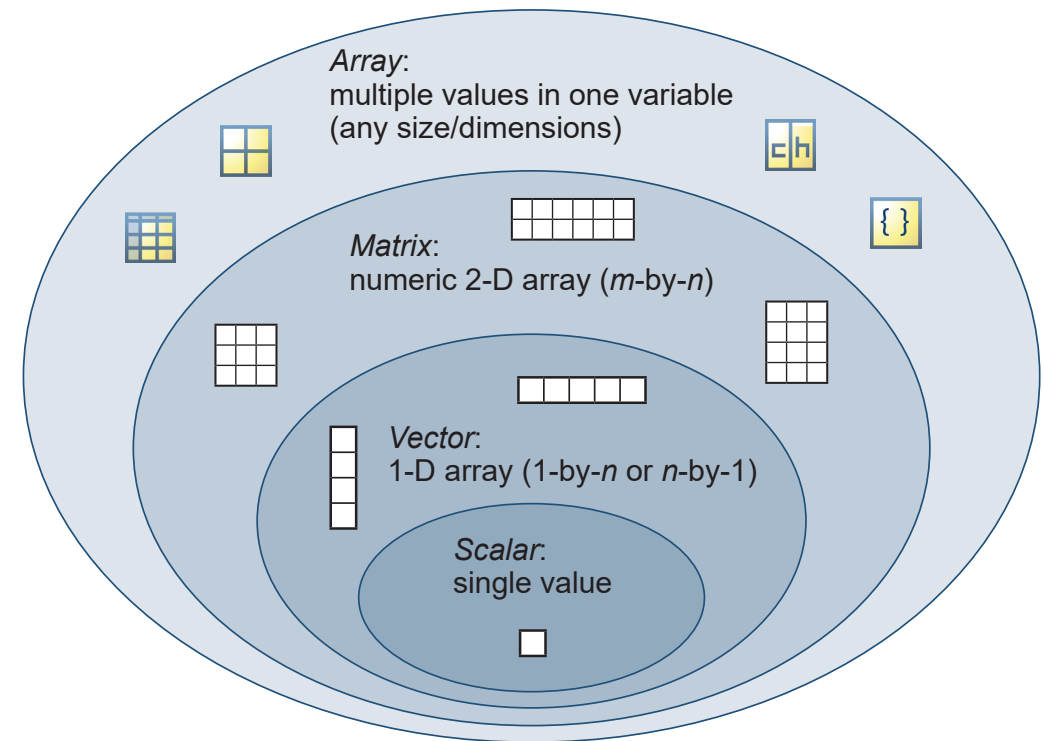 Array:
multiple values in one variable
(any size/dimensions)
ch
{ }
Matrix:
numeric 2-D array (m-by-n)
Vector:
1-D array (1-by-n or n-by-1)
Scalar:
single value